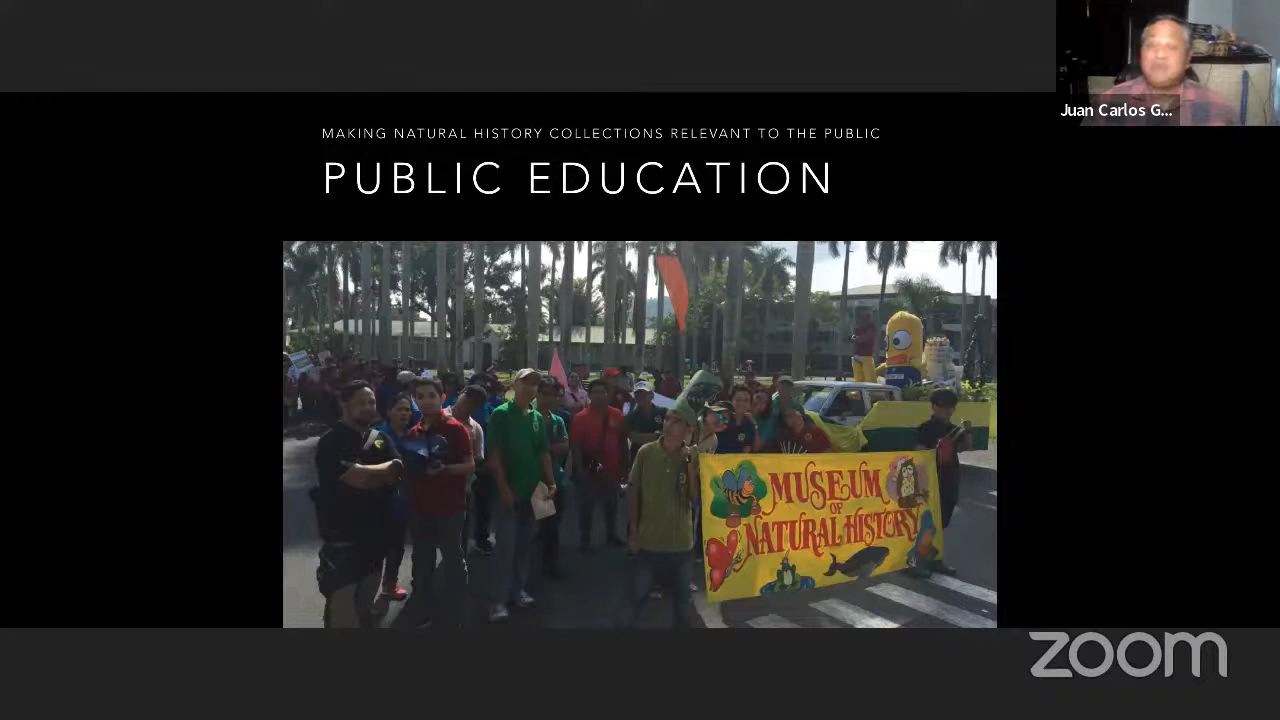 Juan Carlos G...
MAKING NATURAL HISTORY COLLECTIONS RELEVANT TO THE PUBLIC
PUBLIC EDUCATION
MUSEUM
OF
NATURAL HISTORY
zoom